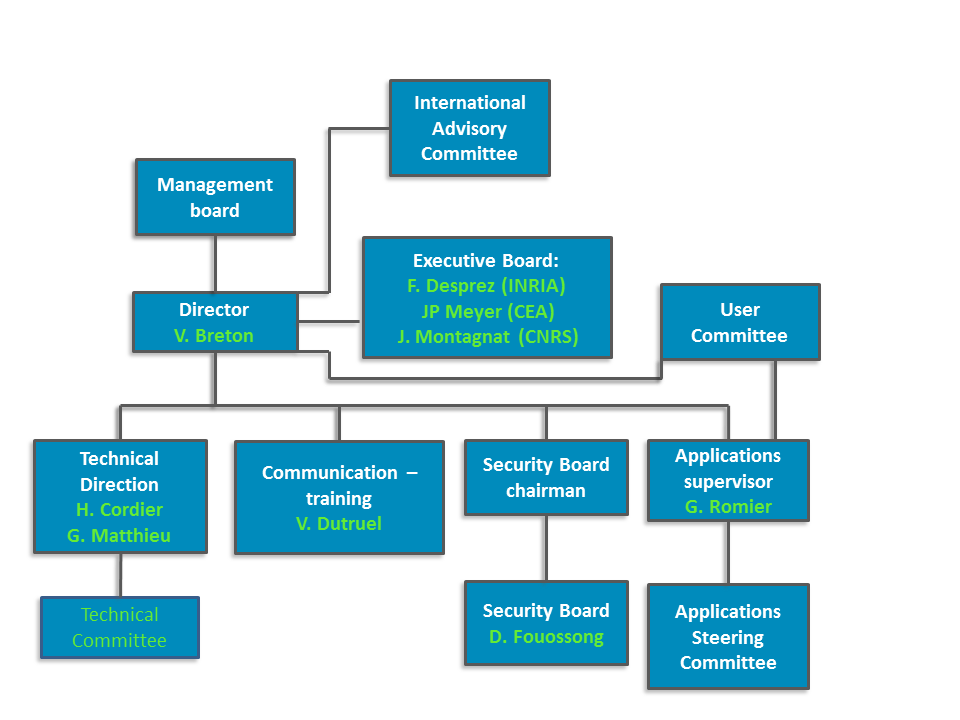 International
Advisory
Committee
Management
board
Executive Board:
F. Desprez (INRIA)
JP Meyer (CEA)
J. Montagnat (CNRS)
Director
V. Breton
User
Committee
Technical
Direction
H. Cordier
G. Matthieu
Communication –
training
V. Dutruel
Security Board
chairman
Applications
supervisor
G. Romier
Technical
Committee
Security Board
D. Fouossong
Applications
Steering
Committee